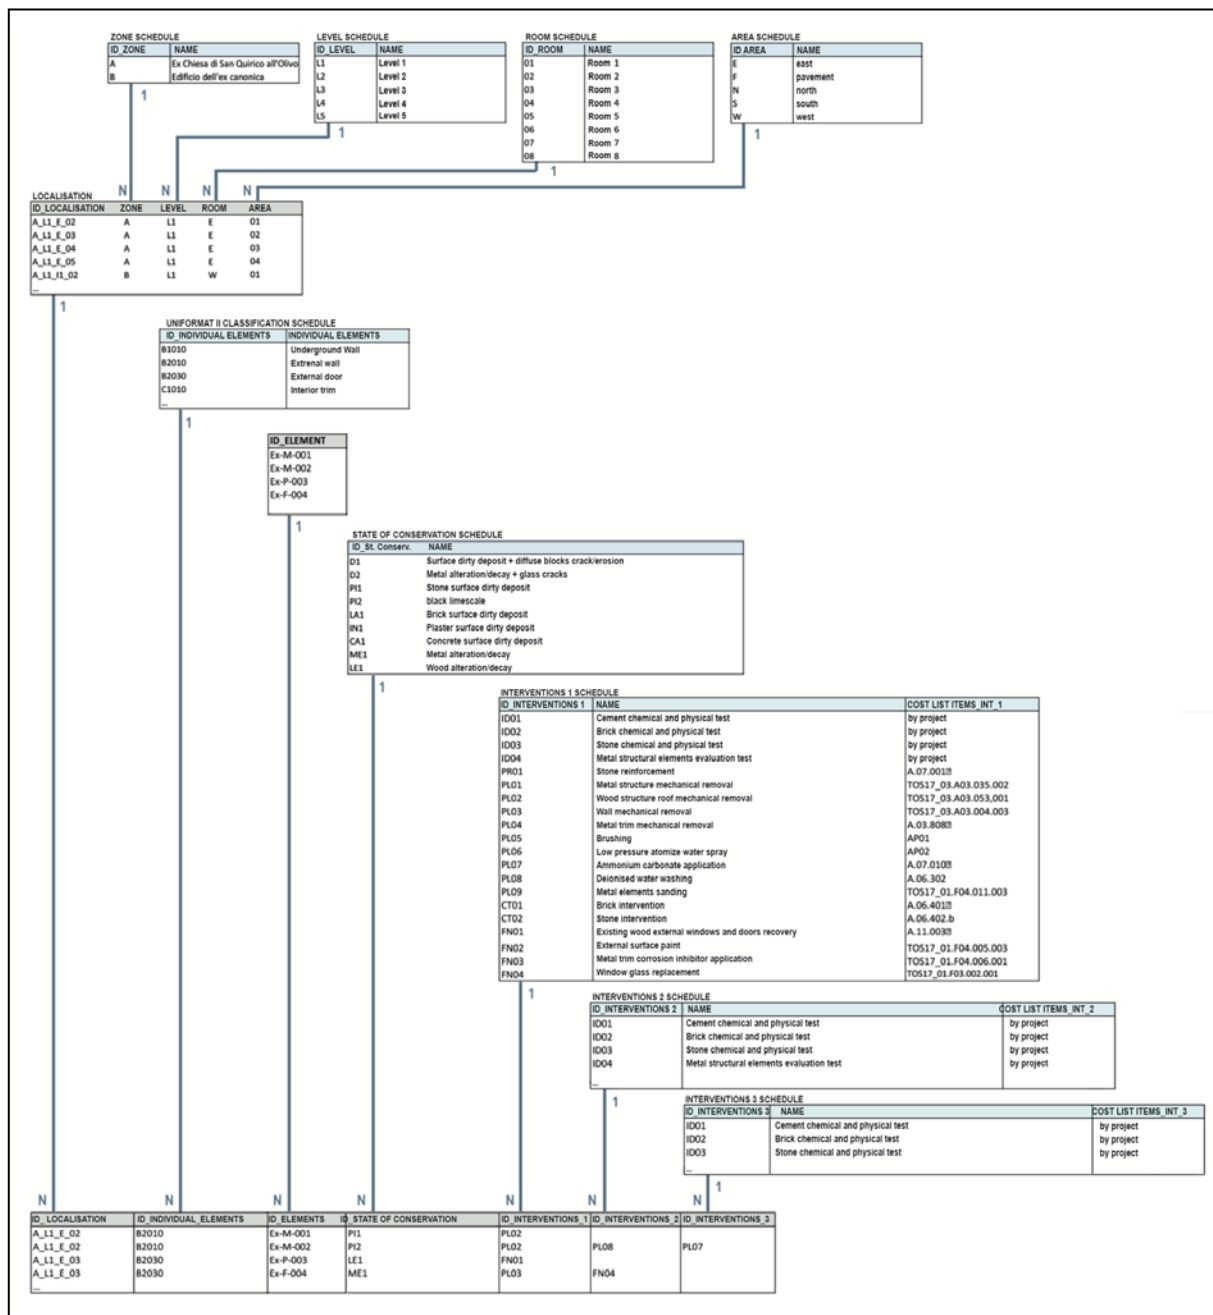 ZONE SCHEDULE
ID_ZONE NAME
A Ex Chiesa di San Quirico all'Olivo
B Edificio dell'ex canonica
1
LEVEL SCHEDULE
ID_LEVEL NAME
L1 Level 1
L2 Level 2
L3 Level 3
L4 Level 4
L5 Level 5
1
ROOM SCHEDULE
ID_ROOM NAME
01 Room 1
02 Room 2
03 Room 3
04 Room 4
05 Room 5
06 Room 6
07 Room 7
08 Room 8
1
AREA SCHEDULE
ID AREA NAME
E east
F pavement
N north
S south
W west
1
N N N N
LOCALISATION
ID_LOCALISATION ZONE LEVEL ROOM AREA
A_L1_E_02 A L1 E 01
A_L1_E_03 A L1 E 02
A_L1_E_04 A L1 E 03
A_L1_E_05 A L1 E 04
A_L1_I1_02 B L1 W 01
...
1
UNIFORMAT II CLASSIFICATION SCHEDULE
ID_INDIVIDUAL ELEMENTS INDIVIDUAL ELEMENTS
B1010 Underground Wall
B2010 Extrenal wall
B2030 External door
C1010 Interior trim
...
1
ID_ELEMENT
Ex-M-001
Ex-M-002
Ex-P-003
Ex-F-004
1
STATE OF CONSERVATION SCHEDULE
ID_St. Conserv. NAME
D1 Surface dirty deposit + diffuse blocks crack/erosion
D2 Metal alteration/decay + glass cracks
PI1 Stone surface dirty deposit
PI2 black limescale
LA1 Brick surface dirty deposit
IN1 Plaster surface dirty deposit
CA1 Concrete surface dirty deposit
ME1 Metal alteration/decay
LE1 Wood alteration/decay
1
INTERVENTIONS 1 SCHEDULE
ID_INTERVENTIONS 1 NAME COST LIST ITEMS_INT_1
ID01 Cement chemical and physical test by project
ID02 Brick chemical and physical test by project
ID03 Stone chemical and physical test by project
ID04 Metal structural elements evaluation test by project
PR01 Stone reinforcement A.07.001⍰
PL01 Metal structure mechanical removal TOS17_03.A03.035.002
PL02 Wood structure roof mechanical removal TOS17_03.A03.053,001
PL03 Wall mechanical removal TOS17_03.A03.004.003
PL04 Metal trim mechanical removal A.03.808⍰
PL05 Brushing AP01
PL06 Low pressure atomize water spray AP02
PL07 Ammonium carbonate application A.07.010⍰
PL08 Deionised water washing A.06.302
PL09 Metal elements sanding TOS17_01.F04.011.003
CT01 Brick intervention A.06.401⍰
CT02 Stone intervention A.06.402.b
FN01 Existing wood external windows and doors recovery A.11.003⍰
FN02 External surface paint TOS17_01.F04.005.003
FN03 Metal trim corrosion inhibitor application TOS17_01.F04.006.001
FN04 Window glass replacement TOS17_01.F03.002.001
1
INTERVENTIONS 2 SCHEDULE
ID_INTERVENTIONS 2 NAME COST LIST ITEMS_INT_2
ID01 Cement chemical and physical test by project
ID02 Brick chemical and physical test by project
ID03 Stone chemical and physical test by project
ID04 Metal structural elements evaluation test by project
...
1
INTERVENTIONS 3 SCHEDULE
ID_INTERVENTIONS 3 NAME COST LIST ITEMS_INT_3
ID01 Cement chemical and physical test by project
ID02 Brick chemical and physical test by project
ID03 Stone chemical and physical test by project
...
1
N N N N N N N
ID_LOCALISATION ID_INDIVIDUAL_ELEMENTS ID_ELEMENTS ID_STATE OF CONSERVATION ID_INTERVENTIONS_1 ID_INTERVENTIONS_2 ID_INTERVENTIONS_3
A_L1_E_02 B2010 Ex-M-001 PI1 PL02
A_L1_E_02 B2010 Ex-M-002 PI2 PL02 PL08 PL07
A_L1_E_03 B2030 Ex-P-003 LE1 FN01
A_L1_E_03 B2030 Ex-F-004 ME1 PL03 FN04
...